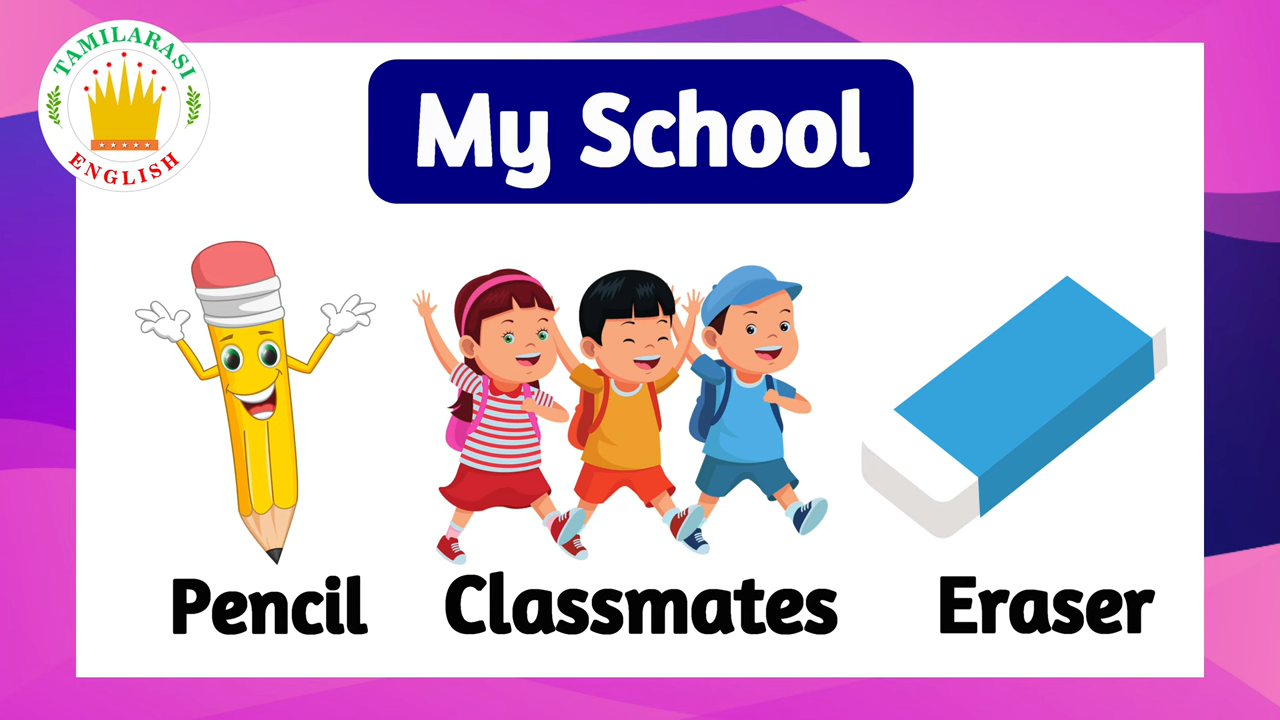 TAMILARASI
ENGLISH
My School
Pencil
Classmates
Eraser